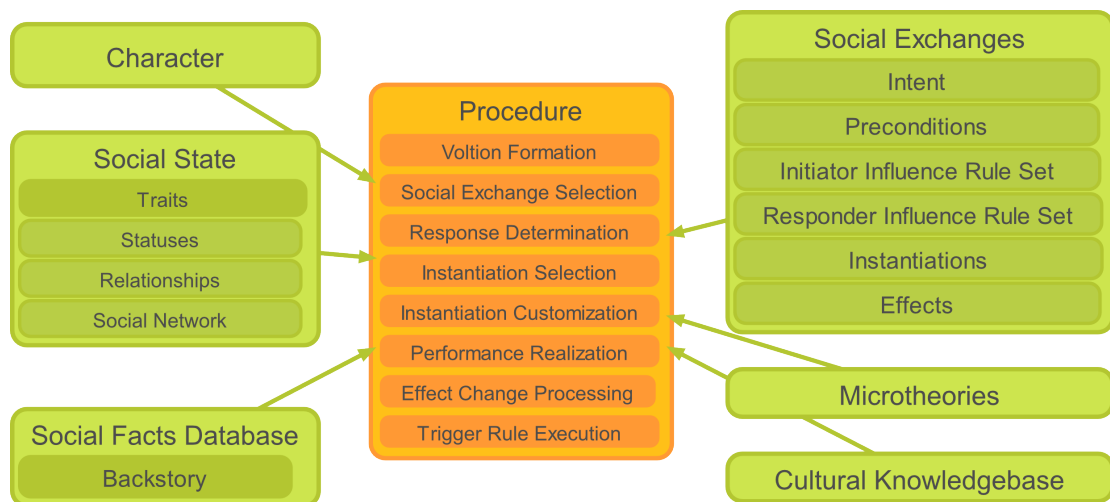 Character
Social State
Traits
Statuses
Relationships
Social Network
Social Facts Database
Backstory
Procedure
Voltion Formation
Social Exchange Selection
Response Determination
Instantiation Selection
Instantiation Customization
Performance Realization
Effect Change Processing
Trigger Rule Execution
Social Exchanges
Intent
Preconditions
Initiator Influence Rule Set
Responder Influence Rule Set
Instantiations
Effects
Microtheories
Cultural Knowledgebase